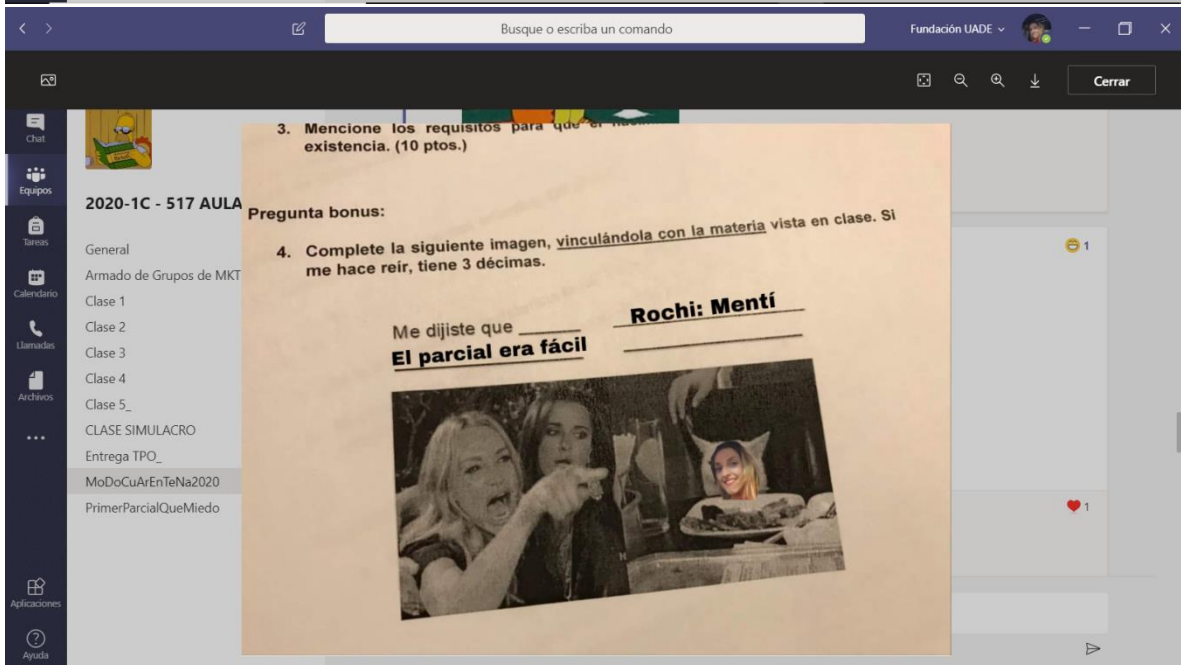 Busque o escriba un comando
Fundación UADE
Cerrar
Chat
Equipos
Tareas
Calendario
Llamadas
Archivos
Aplicaciones
Ayuda
2020-1C - 517 AULA
General
Armado de Grupos de MKT
Clase 1
Clase 2
Clase 3
Clase 4
Clase 5_
CLASE SIMULACRO
Entrega TPO_
MoDoCuArEnTeNa2020
PrimerParcialQueMiedo
3. Mencione los requisitos para que el
existencia. (10 ptos.)
Pregunta bonus:
4. Complete la siguiente imagen, vinculándola con la materia vista en clase. Si
me hace reír, tiene 3 décimas.
Me dijiste que ______
El parcial era fácil
Rochi: Mentí
1
1